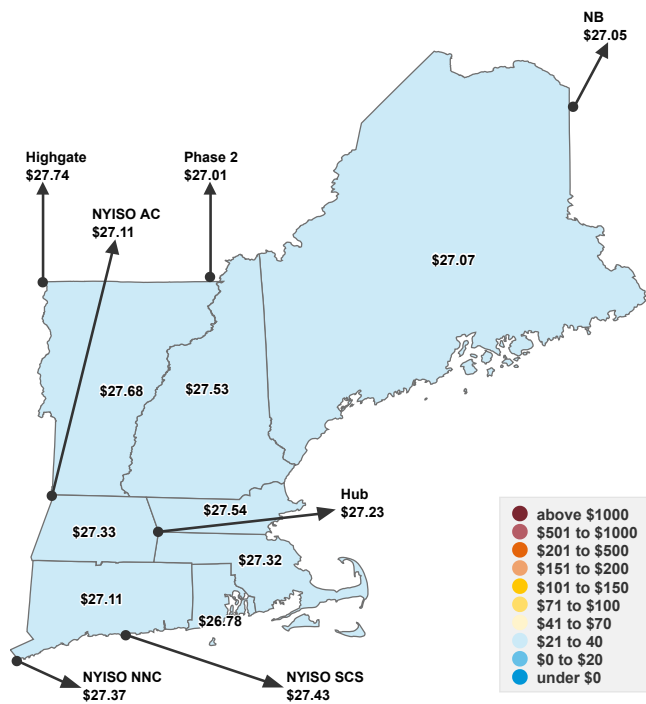 NB
$27.05
Highgate
$27.74
Phase 2
$27.01
NYISO AC
$27.11
$27.07
$27.68
$27.53
Hub
$27.23
$27.54
$27.33
$27.32
$27.11
$26.78
NYISO NNC
$27.37
NYISO SCS
$27.43
above $1000
$501 to $1000
$201 to $500
$151 to $200
$101 to $150
$71 to $100
$41 to $70
$21 to 40
$0 to $20
under $0